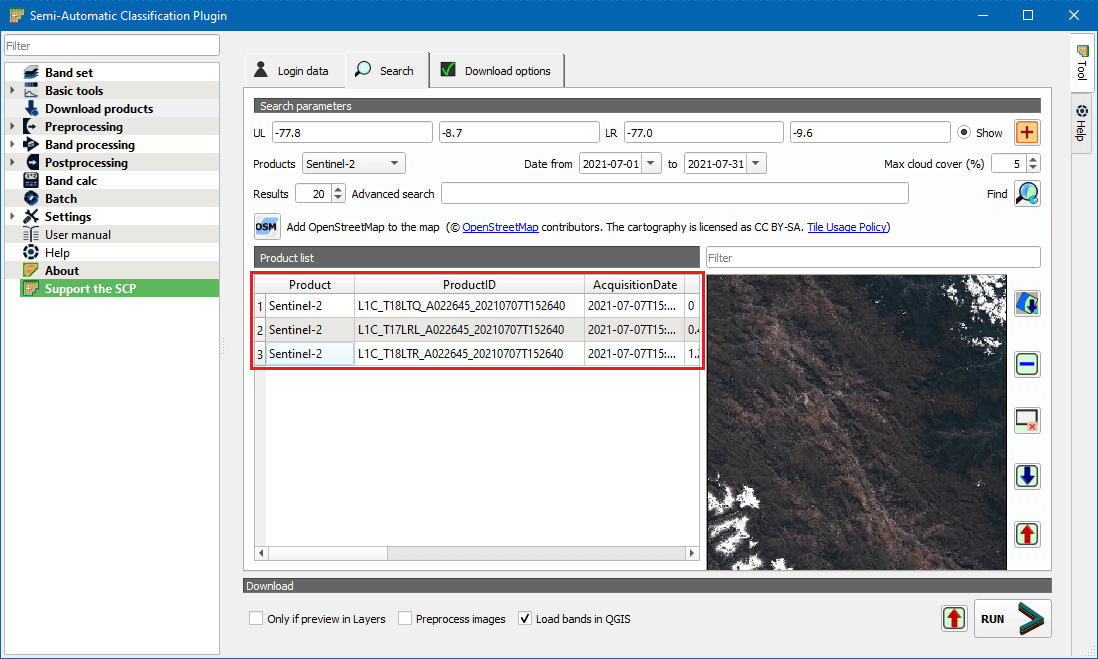 Semi-Automatic Classification Plugin
Filter
Band set
Basic tools
Download products
Preprocessing
Band processing
Postprocessing
Band calc
Batch
Settings
User manual
Help
About
Support the SCP
Login data
Search
Download options
Search parameters
UL -77.8 -8.7 LR -77.0 -9.6 Show
Products Sentinel-2 Date from 2021-07-01 to 2021-07-31 Max cloud cover (%) 5
Results 20 Advanced search Find
OSM Add OpenStreetMap to the map (© OpenStreetMap contributors. The cartography is licensed as CC BY-SA. Tile Usage Policy)
Product list
Filter
Product ProductID AcquisitionDate
1 Sentinel-2 L1C_T18LTQ_A022645_20210707T152640 2021-07-07T15:... 0
2 Sentinel-2 L1C_T17LRL_A022645_20210707T152640 2021-07-07T15:... 0.4
3 Sentinel-2 L1C_T18LTR_A022645_20210707T152640 2021-07-07T15:... 1.2
Download
Only if preview in Layers Preprocess images Load bands in QGIS
RUN
Tool
Help